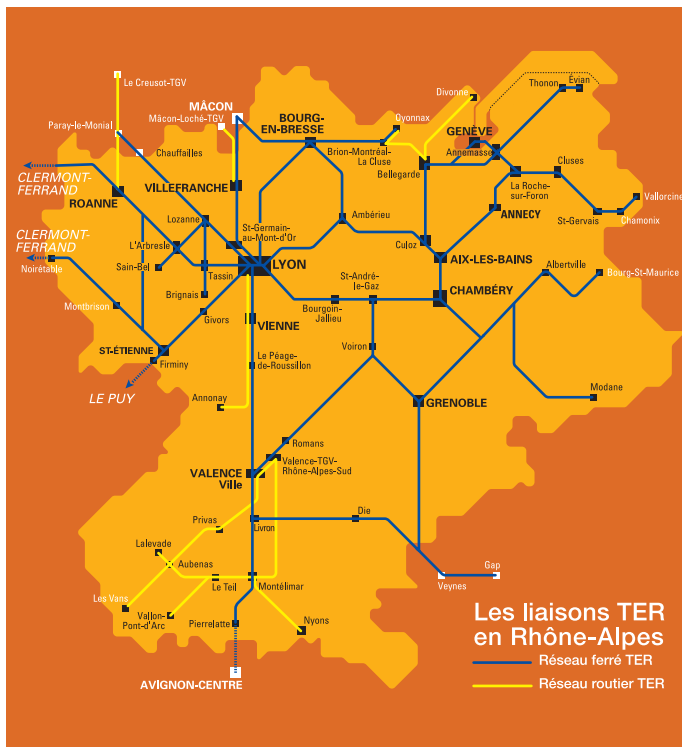 Le Creusot-TGV
Thonon
Évian
Divonne
MÂCON
Mâcon-Loché-TGV
Paray-le-Monial
BOURG-
EN-BRESSE
Oyonnax
GENÈVE
Brion-Montréal-
La Cluse
Annemasse
Chauffailles
Bellegarde
Cluses
CLERMONT-
FERRAND
VILLEFRANCHE
La Roche-
sur-Foron
Vallorcine
ROANNE
ANNECY
St-Gervais
Chamonix
Lozanne
Ambérieu
St-Germain-
au-Mont-d'Or
CLERMONT-
FERRAND
L'Arbresle
Culoz
Noirétable
Sain-Bel
Tassin
LYON
AIX-LES-BAINS
St-André-
le-Gaz
Albertville
Bourg-St-Maurice
CHAMBÉRY
Brignais
Montbrison
Givors
Bourgoin-
Jallieu
VIENNE
ST-ÉTIENNE
Voiron
Firminy
Le Péage-
de-Roussillon
LE PUY
Annonay
GRENOBLE
Modane
Romans
VALENCE
Ville
Valence-TGV-
Rhône-Alpes-Sud
Privas
Livron
Die
Lalevade
Aubenas
Le Teil
Montélimar
Veynes
Gap
Les Vans
Vallon-
Pont-d'Arc
Pierrelatte
Nyons
AVIGNON-CENTRE
Les liaisons TER
en Rhône-Alpes
Réseau ferré TER
Réseau routier TER